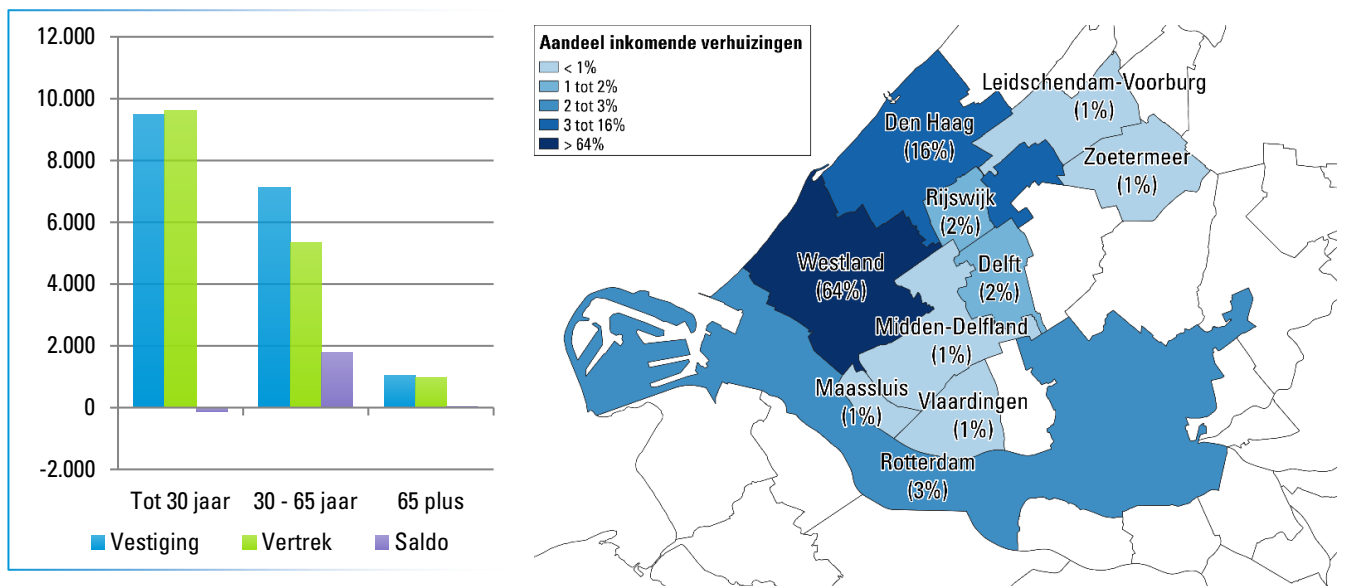 12.000
10.000
8.000
6.000
4.000
2.000
0
-2.000
Tot 30 jaar
30 - 65 jaar
65 plus
Vestiging
Vertrek
Saldo
Aandeel inkomende verhuizingen
< 1%
1 tot 2%
2 tot 3%
3 tot 16%
> 64%
Leidschendam-Voorburg
(1%)
Den Haag
(16%)
Zoetermeer
(1%)
Rijswijk
(2%)
Westland
(64%)
Delft
(2%)
Midden-Delfland
(1%)
Maassluis
(1%)
Vlaardingen
(1%)
Rotterdam
(3%)